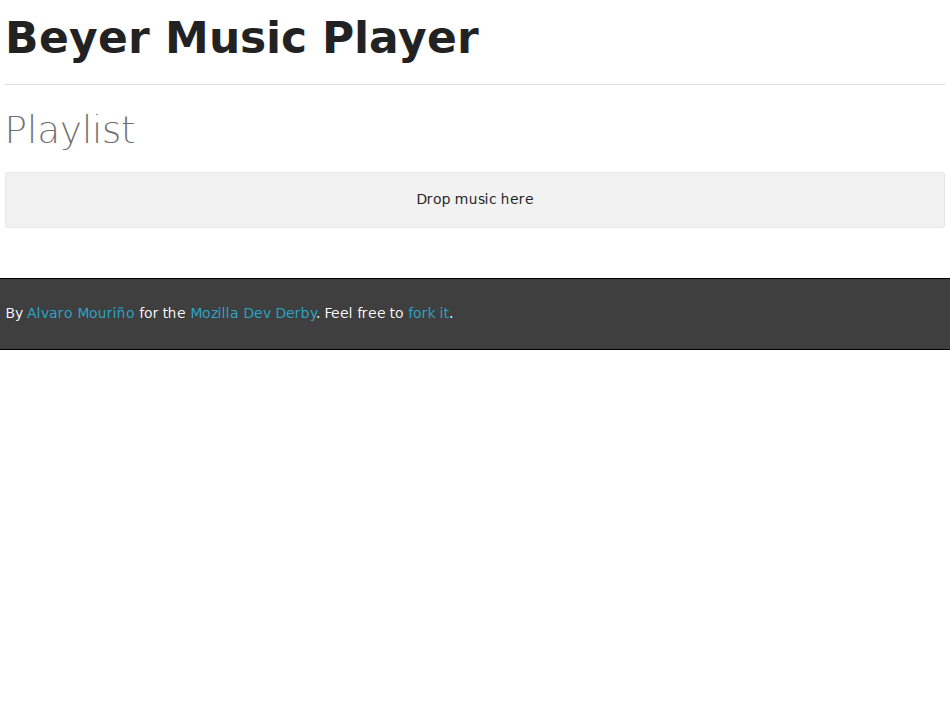 Beyer Music Player
Playlist
Drop music here
By Alvaro Mouriño for the Mozilla Dev Derby. Feel free to fork it.